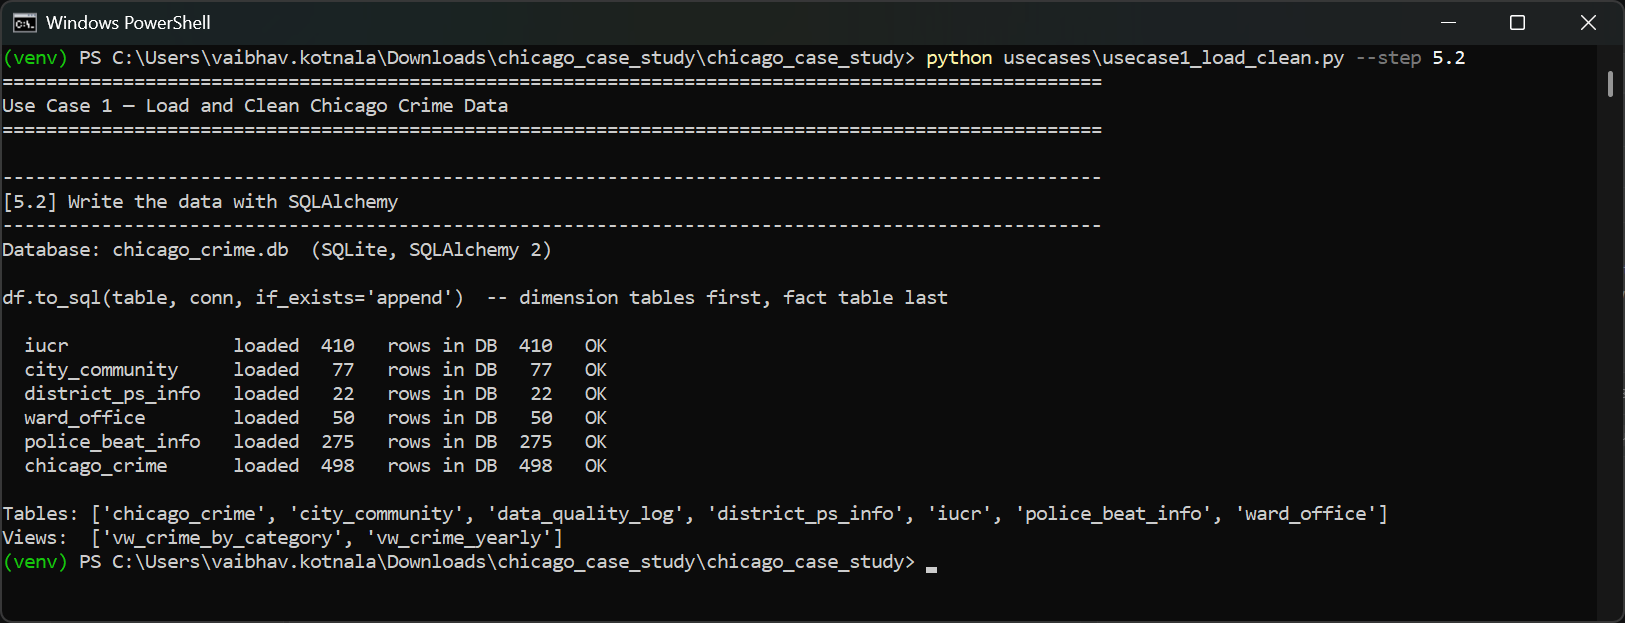 Windows PowerShell
(venv) PS C:\Users\vaibhav.kotnala\Downloads\chicago_case_study\chicago_case_study> python usecases\usecase1_load_clean.py --step 5.2
====================================================================================================
Use Case 1 — Load and Clean Chicago Crime Data
====================================================================================================
----------------------------------------------------------------------------------------------------
[5.2] Write the data with SQLAlchemy
----------------------------------------------------------------------------------------------------
Database: chicago_crime.db  (SQLite, SQLAlchemy 2)
df.to_sql(table, conn, if_exists='append')  -- dimension tables first, fact table last
  iucr               loaded  410   rows in DB  410   OK
  city_community     loaded   77   rows in DB   77   OK
  district_ps_info   loaded   22   rows in DB   22   OK
  ward_office        loaded   50   rows in DB   50   OK
  police_beat_info   loaded  275   rows in DB  275   OK
  chicago_crime      loaded  498   rows in DB  498   OK
Tables: ['chicago_crime', 'city_community', 'data_quality_log', 'district_ps_info', 'iucr', 'police_beat_info', 'ward_office']
Views:  ['vw_crime_by_category', 'vw_crime_yearly']
(venv) PS C:\Users\vaibhav.kotnala\Downloads\chicago_case_study\chicago_case_study>